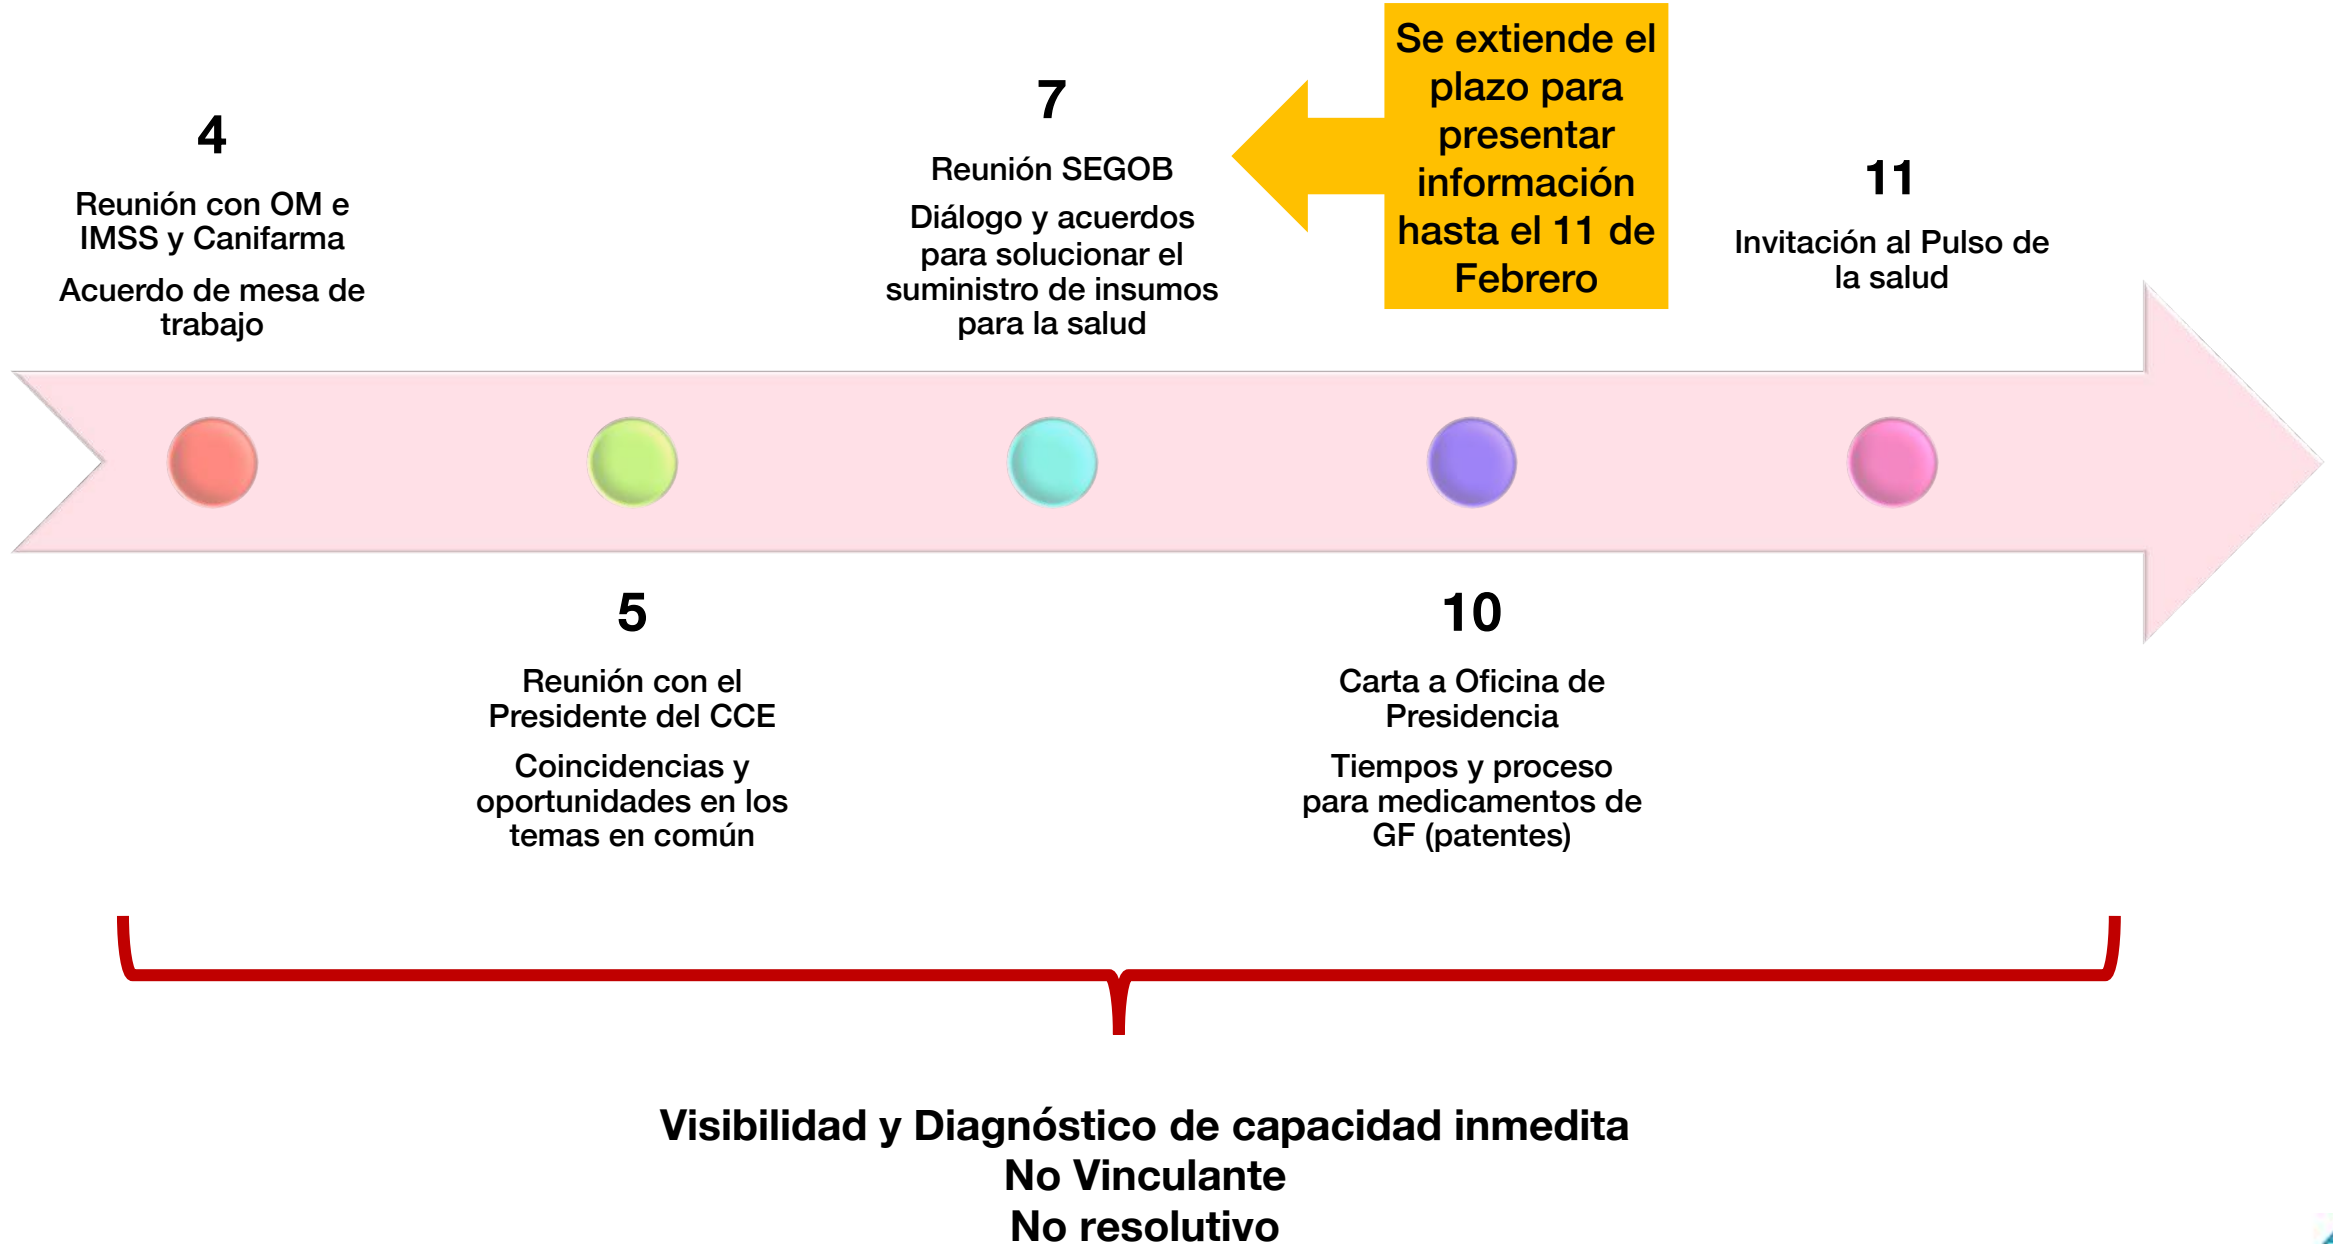 4
Reunión con OM e
IMSS y Canifarma
Acuerdo de mesa de
trabajo
5
Reunión con el
Presidente del CCE
Coincidencias y
oportunidades en los
temas en común
7
Reunión SEGOB
Diálogo y acuerdos
para solucionar el
suministro de insumos
para la salud
Se extiende el
plazo para
presentar
información
hasta el 11 de
Febrero
10
Carta a Oficina de
Presidencia
Tiempos y proceso
para medicamentos de
GF (patentes)
11
Invitación al Pulso de
la salud
Visibilidad y Diagnóstico de capacidad inmedita
No Vinculante
No resolutivo